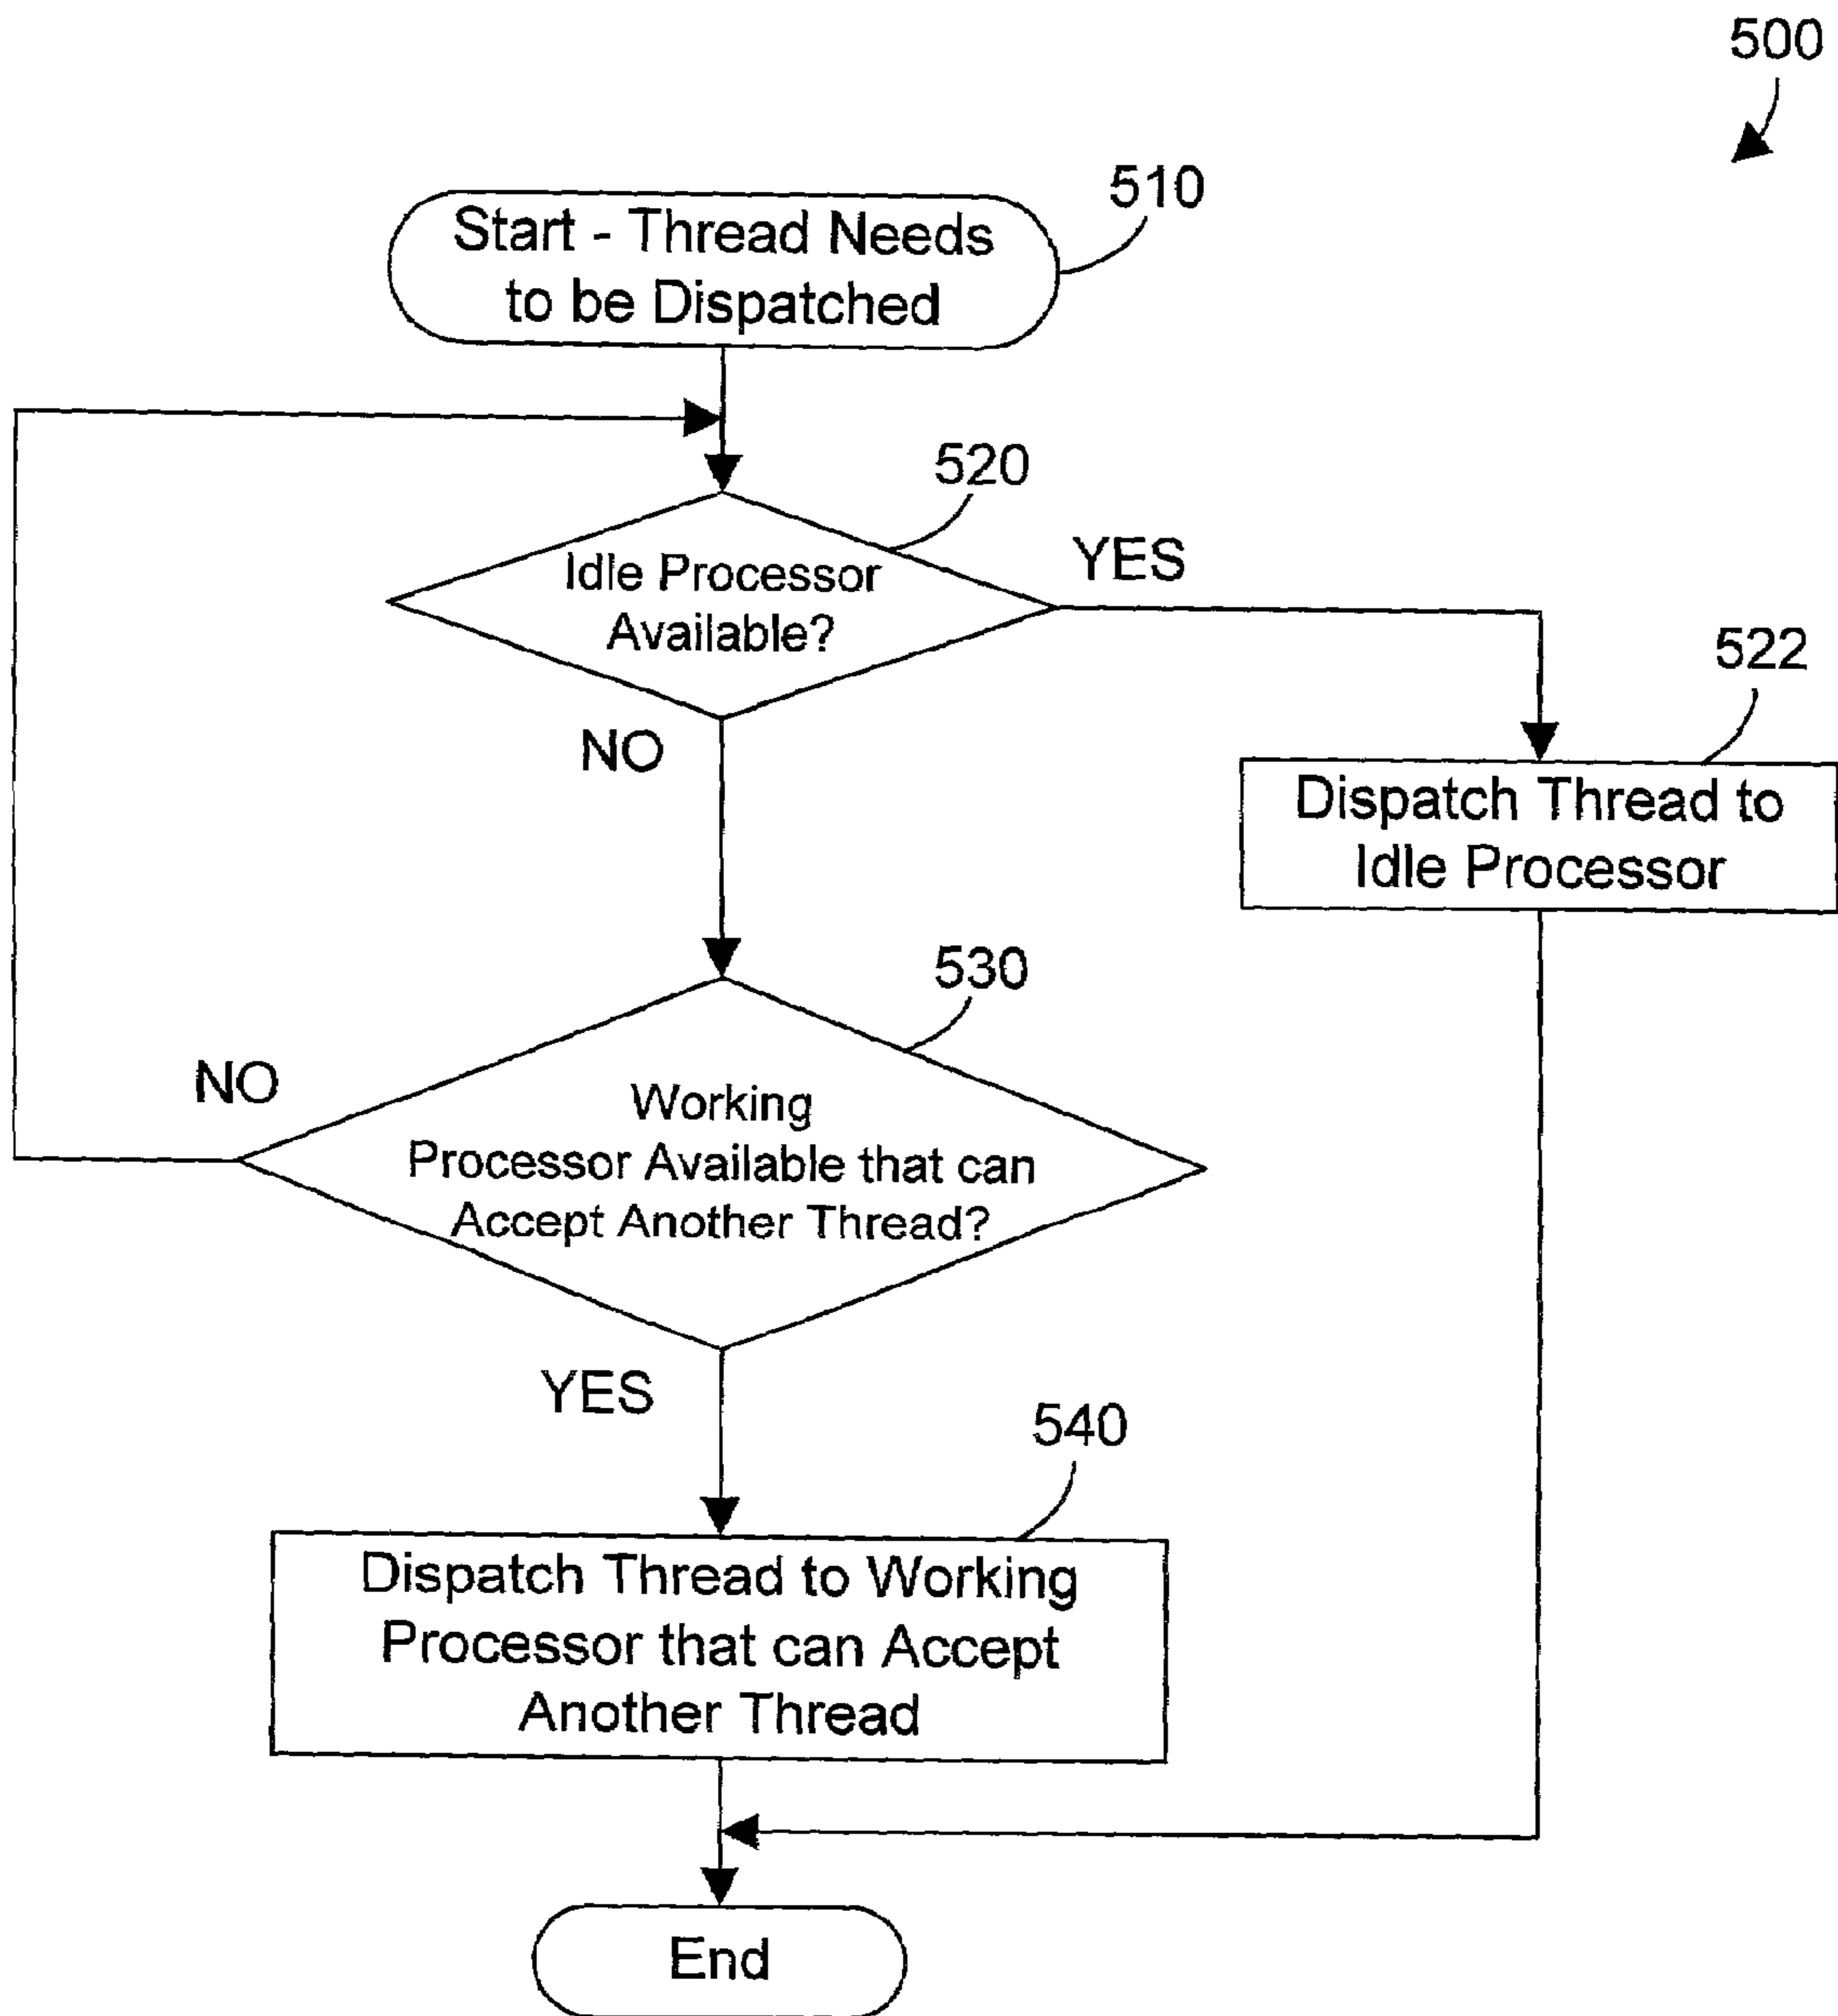 500
510
Start - Thread Needs
to be Dispatched
520
Idle Processor
Available?
YES
522
NO
Dispatch Thread to
Idle Processor
530
NO
Working
Processor Available that can
Accept Another Thread?
YES
540
Dispatch Thread to Working
Processor that can Accept
Another Thread
End